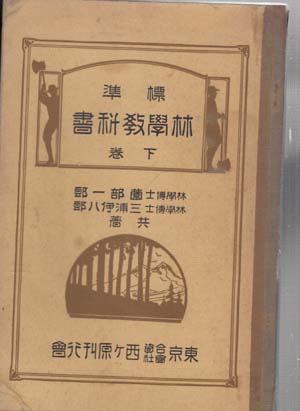 標準
林學教科書
下卷
林學博士 薗部一郎
林學博士 三浦伊八郎
共著
東京 合資會社 西ケ原刊行會